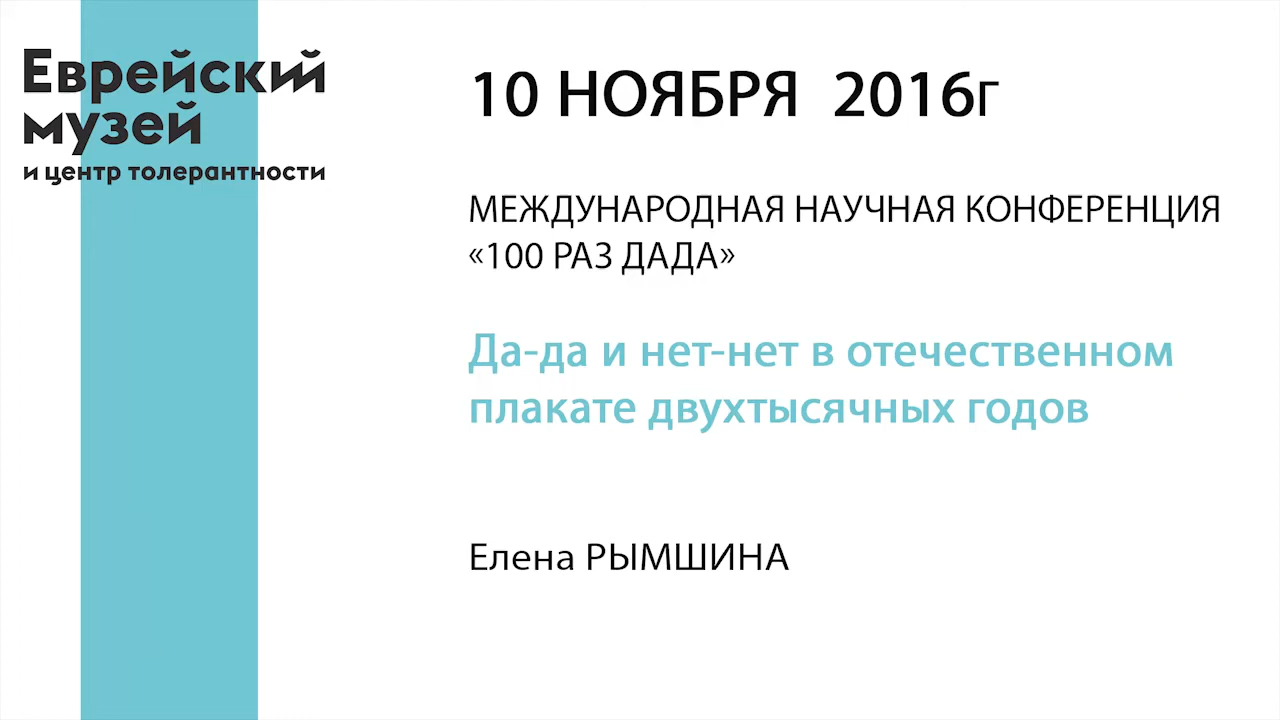 Еврейский
музей
и центр толерантности
10 НОЯБРЯ 2016г
МЕЖДУНАРОДНАЯ НАУЧНАЯ КОНФЕРЕНЦИЯ
«100 РАЗ ДАДА»
Да-да и нет-нет в отечественном
плакате двухтысячных годов
Елена РЫМШИНА